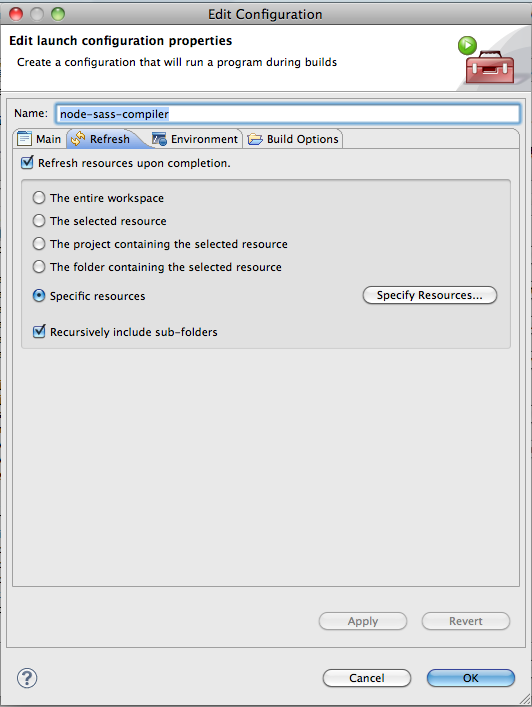 Edit Configuration
Edit launch configuration properties
Create a configuration that will run a program during builds
Name: node-sass-compiler
Main Refresh Environment Build Options
Refresh resources upon completion.
The entire workspace
The selected resource
The project containing the selected resource
The folder containing the selected resource
Specific resources Specify Resources...
Recursively include sub-folders
Apply Revert
? Cancel OK